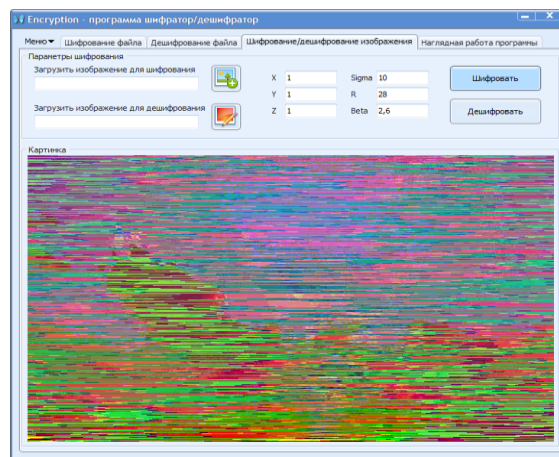 Encryption - программа шифратор/дешифратор
Меню Шифрование файла Дешифрование файла Шифрование/дешифрование изображения Наглядная работа программы
Параметры шифрования
Загрузить изображение для шифрования
X 1 Sigma 10 Шифровать
Y 1 R 28
Загрузить изображение для дешифрования
Z 1 Beta 2,6 Дешифровать
Картинка